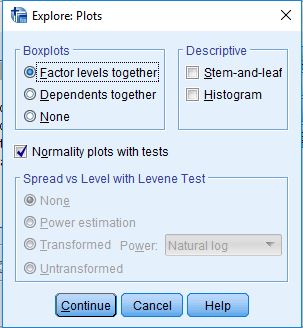 Explore: Plots
Boxplots
Factor levels together
Dependents together
None
Descriptive
Stem-and-leaf
Histogram
Normality plots with tests
Spread vs Level with Levene Test
None
Power estimation
Transformed Power: Natural log
Untransformed
Continue Cancel Help